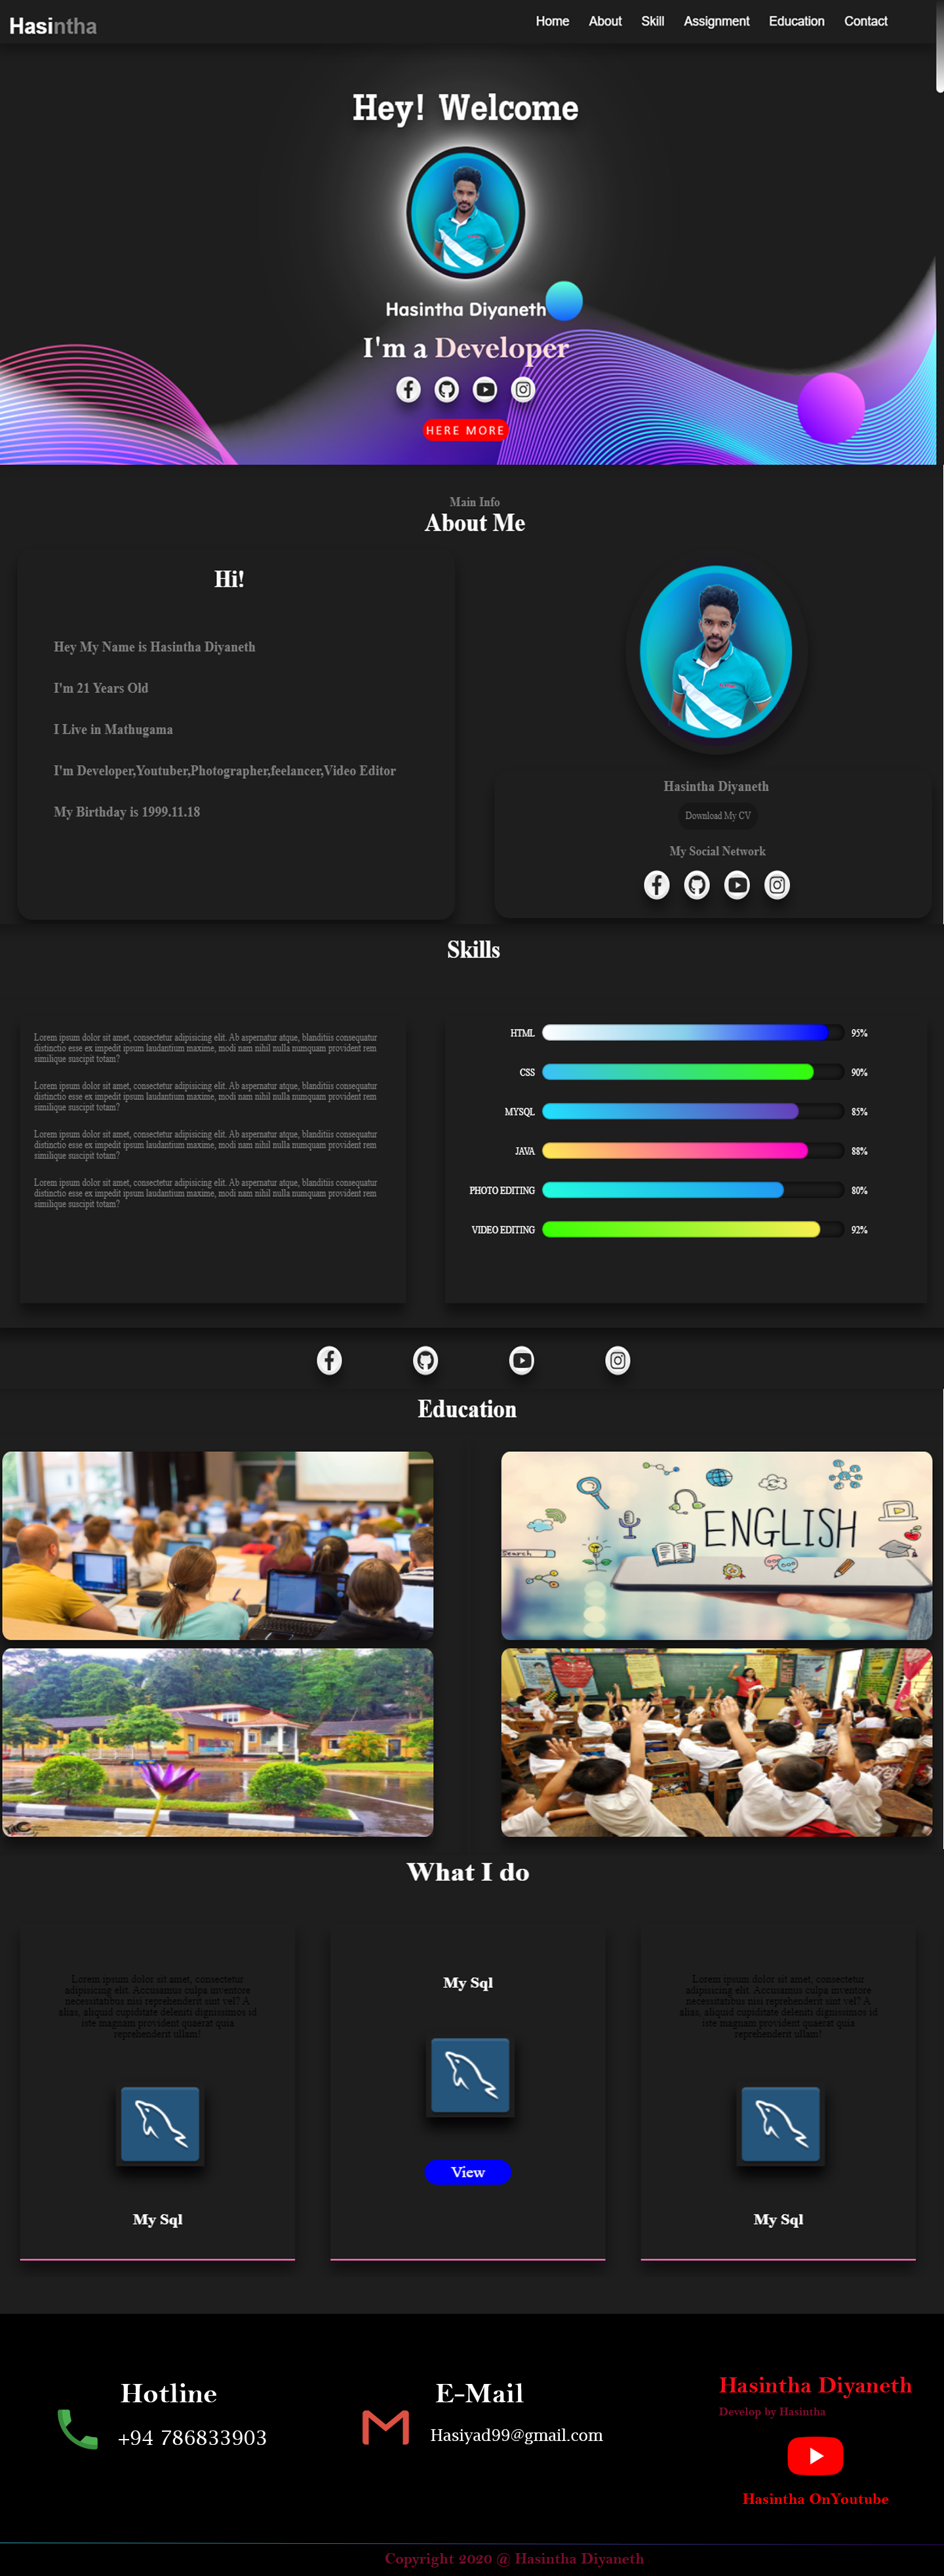 Hasintha
Home About Skill Assignment Education Contact
Hey! Welcome
Hasintha Diyaneth
I'm a Developer
HERE MORE
Main Info
About Me
Hi!
Hey My Name is Hasintha Diyaneth
I'm 21 Years Old
I Live in Mathugama
I'm Developer,Youtuber,Photographer,feelancer,Video Editor
My Birthday is 1999.11.18
Hasintha Diyaneth
Download My CV
My Social Network
Skills
Lorem ipsum dolor sit amet, consectetur adipisicing elit. Ab aspernatur atque, blanditiis consequatur
distinctio esse ex impedit ipsum laudantium maxime, modi nam nihil nulla numquam provident rem
similique suscipit totam?
Lorem ipsum dolor sit amet, consectetur adipisicing elit. Ab aspernatur atque, blanditiis consequatur
distinctio esse ex impedit ipsum laudantium maxime, modi nam nihil nulla numquam provident rem
similique suscipit totam?
Lorem ipsum dolor sit amet, consectetur adipisicing elit. Ab aspernatur atque, blanditiis consequatur
distinctio esse ex impedit ipsum laudantium maxime, modi nam nihil nulla numquam provident rem
similique suscipit totam?
Lorem ipsum dolor sit amet, consectetur adipisicing elit. Ab aspernatur atque, blanditiis consequatur
distinctio esse ex impedit ipsum laudantium maxime, modi nam nihil nulla numquam provident rem
similique suscipit totam?
HTML 95%
CSS 90%
MYSQL 85%
JAVA 88%
PHOTO EDITING 80%
VIDEO EDITING 92%
Education
ENGLISH
Search
What I do
Lorem ipsum dolor sit amet, consectetur
adipisicing elit. Accusamus culpa inventore
necessitatibus nisi reprehenderit sint vel? A
alias, aliquid cupiditate deleniti dignissimos id
iste magnam provident quaerat quia
reprehenderit ullam!
My Sql
My Sql
View
Lorem ipsum dolor sit amet, consectetur
adipisicing elit. Accusamus culpa inventore
necessitatibus nisi reprehenderit sint vel? A
alias, aliquid cupiditate deleniti dignissimos id
iste magnam provident quaerat quia
reprehenderit ullam!
My Sql
Hotline
+94 786833903
E-Mail
Hasiyad99@gmail.com
Hasintha Diyaneth
Develop by Hasintha
Hasintha OnYoutube
Copyright 2020 @ Hasintha Diyaneth